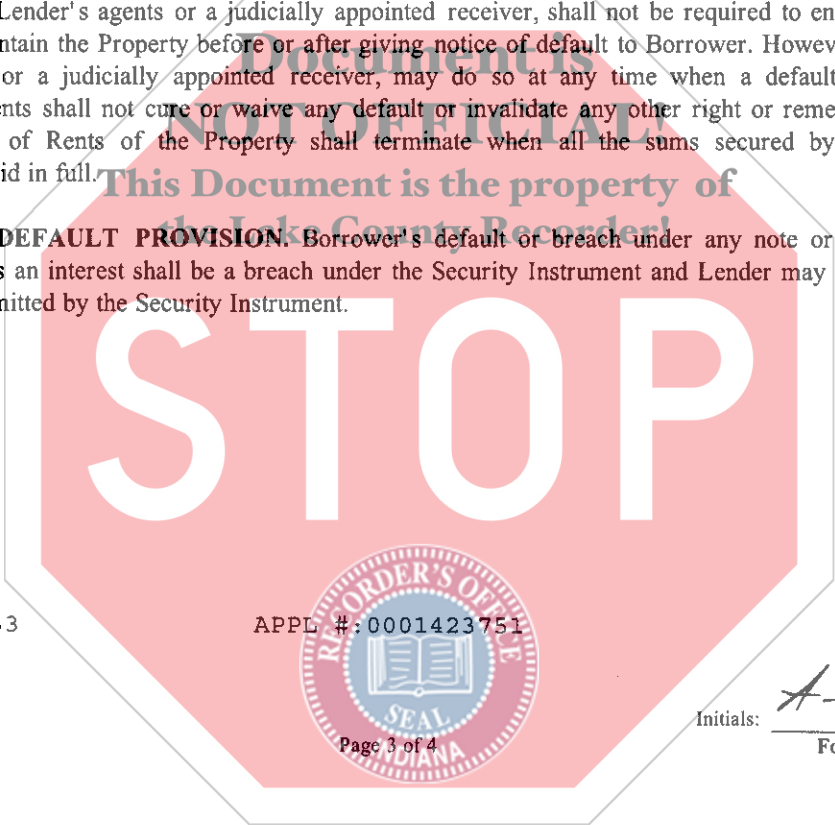 Lender's agents or a judicially appointed receiver, shall not be required to en
ntain the Property before or after giving notice of default to Borrower. Howev
or a judicially appointed receiver, may do so at any time when a default
nts shall not cure or waive any default or invalidate any other right or reme
of Rents of the Property shall terminate when all the sums secured by
id in full.
Document is
NOT OFFICIAL!
This Document is the property of
the Lake County Recorder!
DEFAULT PROVISION. Borrower's default or breach under any note or
s an interest shall be a breach under the Security Instrument and Lender may
mitted by the Security Instrument.
STOP
3
APPL #:0001423751
RECORDER'S OFFICE
SEAL
INDIANA
Page 3 of 4
Initials: A
Fo